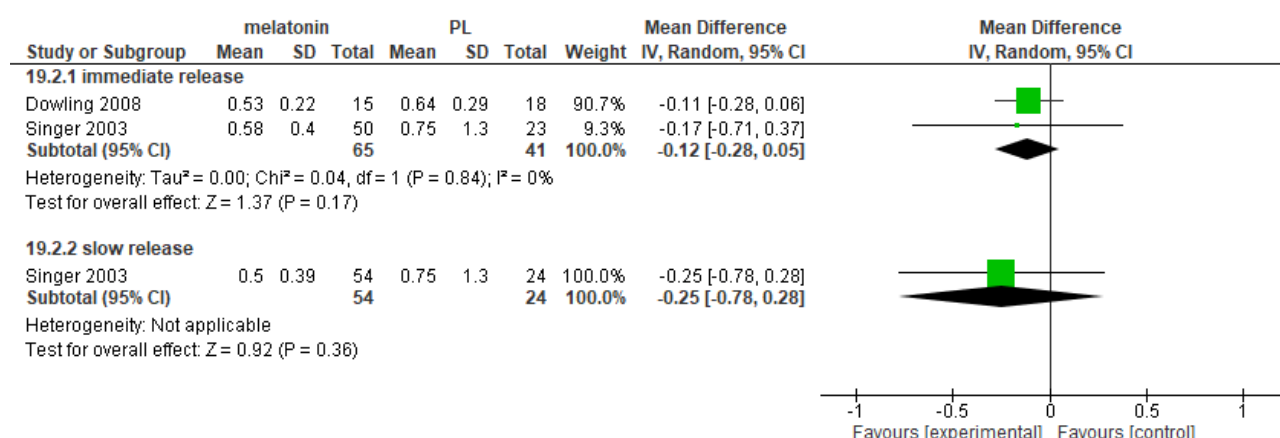 melatonin PL Mean Difference Mean Difference
Study or Subgroup Mean SD Total Mean SD Total Weight IV, Random, 95% CI IV, Random, 95% CI
19.2.1 immediate release
Dowling 2008 0.53 0.22 15 0.64 0.29 18 90.7% -0.11 [-0.28, 0.06]
Singer 2003 0.58 0.4 50 0.75 1.3 23 9.3% -0.17 [-0.71, 0.37]
Subtotal (95% CI) 65 41 100.0% -0.12 [-0.28, 0.05]
Heterogeneity: Tau² = 0.00; Chi² = 0.04, df = 1 (P = 0.84); I² = 0%
Test for overall effect: Z = 1.37 (P = 0.17)
19.2.2 slow release
Singer 2003 0.5 0.39 54 0.75 1.3 24 100.0% -0.25 [-0.78, 0.28]
Subtotal (95% CI) 54 24 100.0% -0.25 [-0.78, 0.28]
Heterogeneity: Not applicable
Test for overall effect: Z = 0.92 (P = 0.36)
-1 -0.5 0 0.5 1
Favours [experimental] Favours [control]